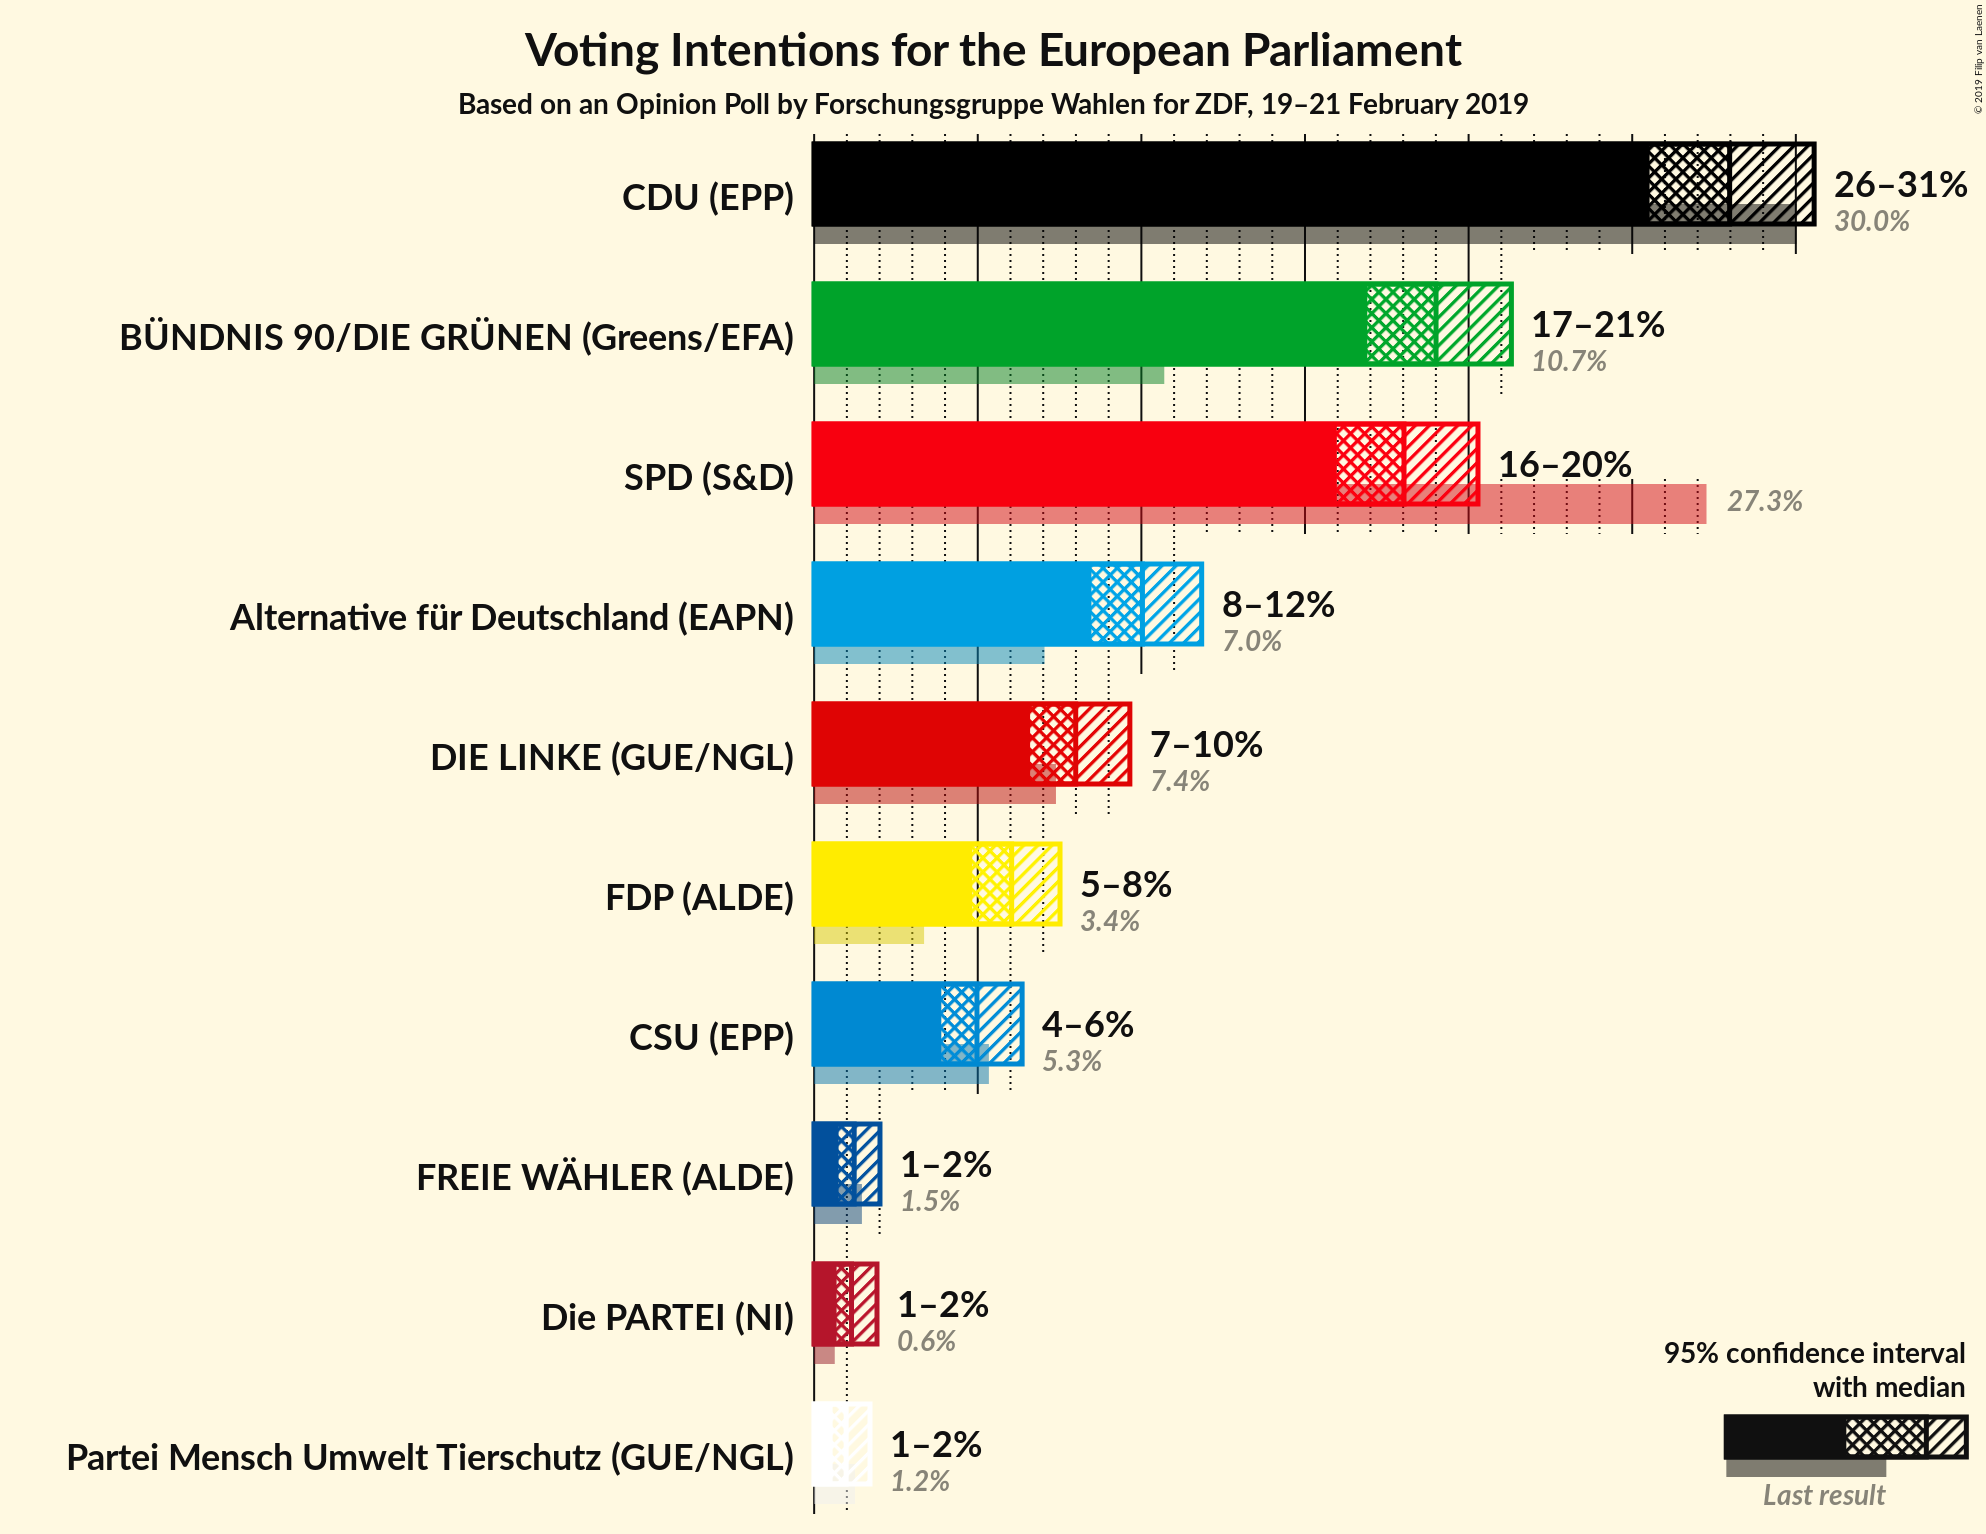 Voting Intentions for the European Parliament
Based on an Opinion Poll by Forschungsgruppe Wahlen for ZDF, 19–21 February 2019
© 2019 Filip van Laenen
CDU (EPP)
26–31%
30.0%
BÜNDNIS 90/DIE GRÜNEN (Greens/EFA)
17–21%
10.7%
SPD (S&D)
16–20%
27.3%
Alternative für Deutschland (EAPN)
8–12%
7.0%
DIE LINKE (GUE/NGL)
7–10%
7.4%
FDP (ALDE)
5–8%
3.4%
CSU (EPP)
4–6%
5.3%
FREIE WÄHLER (ALDE)
1–2%
1.5%
Die PARTEI (NI)
1–2%
0.6%
Partei Mensch Umwelt Tierschutz (GUE/NGL)
1–2%
1.2%
95% confidence interval
with median
Last result